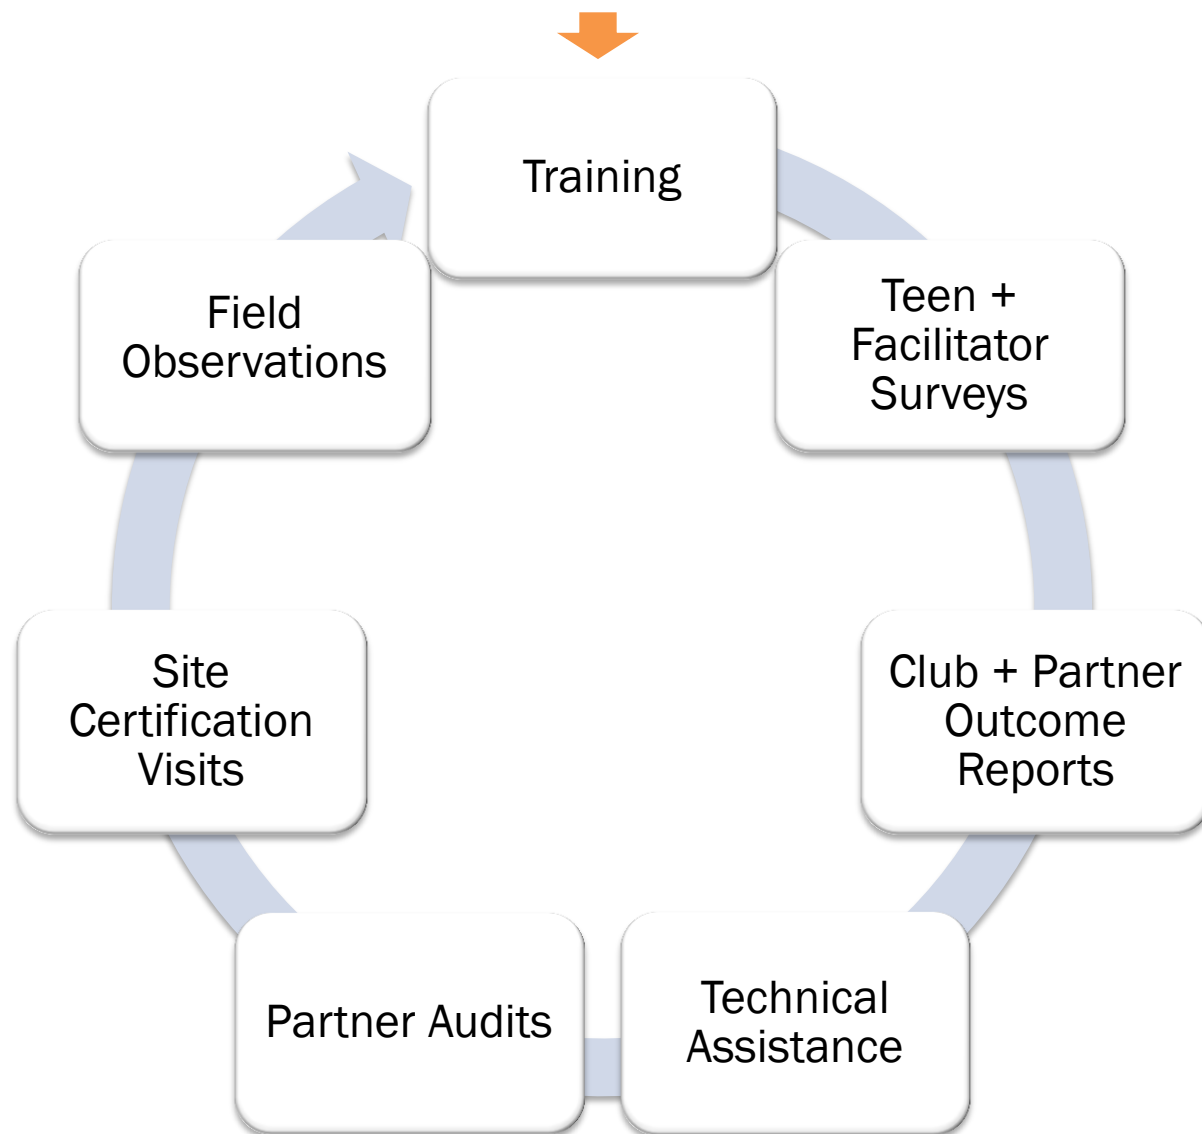 Training
Teen +
Facilitator
Surveys
Club + Partner
Outcome
Reports
Technical
Assistance
Partner Audits
Site
Certification
Visits
Field
Observations